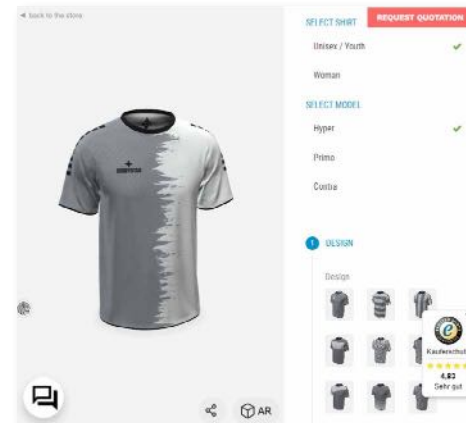 back to the store
SELECT SHIRT
REQUEST QUOTATION
Unisex / Youth
Woman
SELECT MODEL
Hyper
Primo
Contra
1 DESIGN
Design
Käuferschutz
4,93
Sehr gut
AR